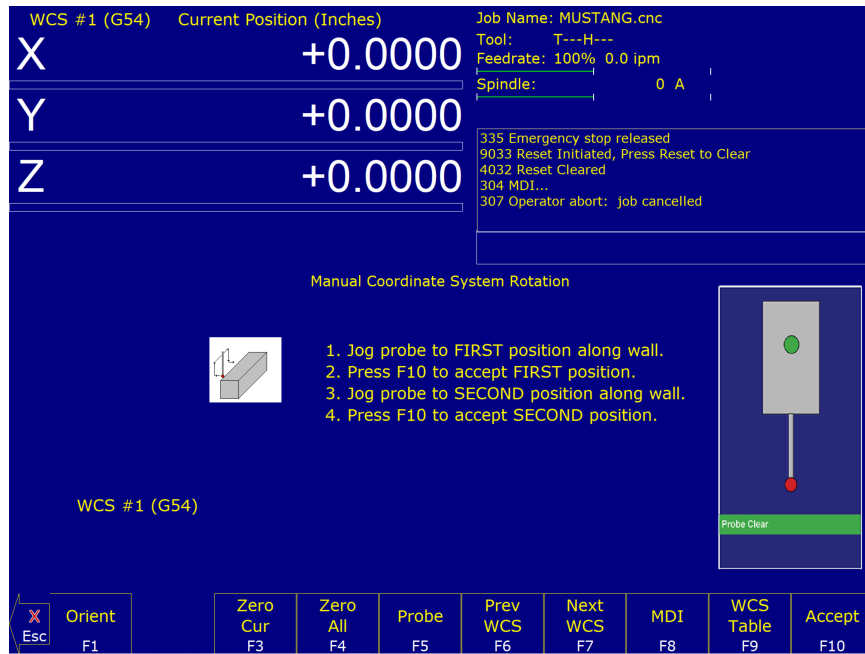 WCS #1 (G54) Current Position (Inches)
X +0.0000
Y +0.0000
Z +0.0000
Job Name: MUSTANG.cnc
Tool: T---H---
Feedrate: 100% 0.0 ipm
Spindle: 0 A
335 Emergency stop released
9033 Reset Initiated, Press Reset to Clear
4032 Reset Cleared
304 MDI...
307 Operator abort: job cancelled
Manual Coordinate System Rotation
1. Jog probe to FIRST position along wall.
2. Press F10 to accept FIRST position.
3. Jog probe to SECOND position along wall.
4. Press F10 to accept SECOND position.
WCS #1 (G54)
Probe Clear
X
Esc
Orient
F1
Zero
Cur
F3
Zero
All
F4
Probe
F5
Prev
WCS
F6
Next
WCS
F7
MDI
F8
WCS
Table
F9
Accept
F10